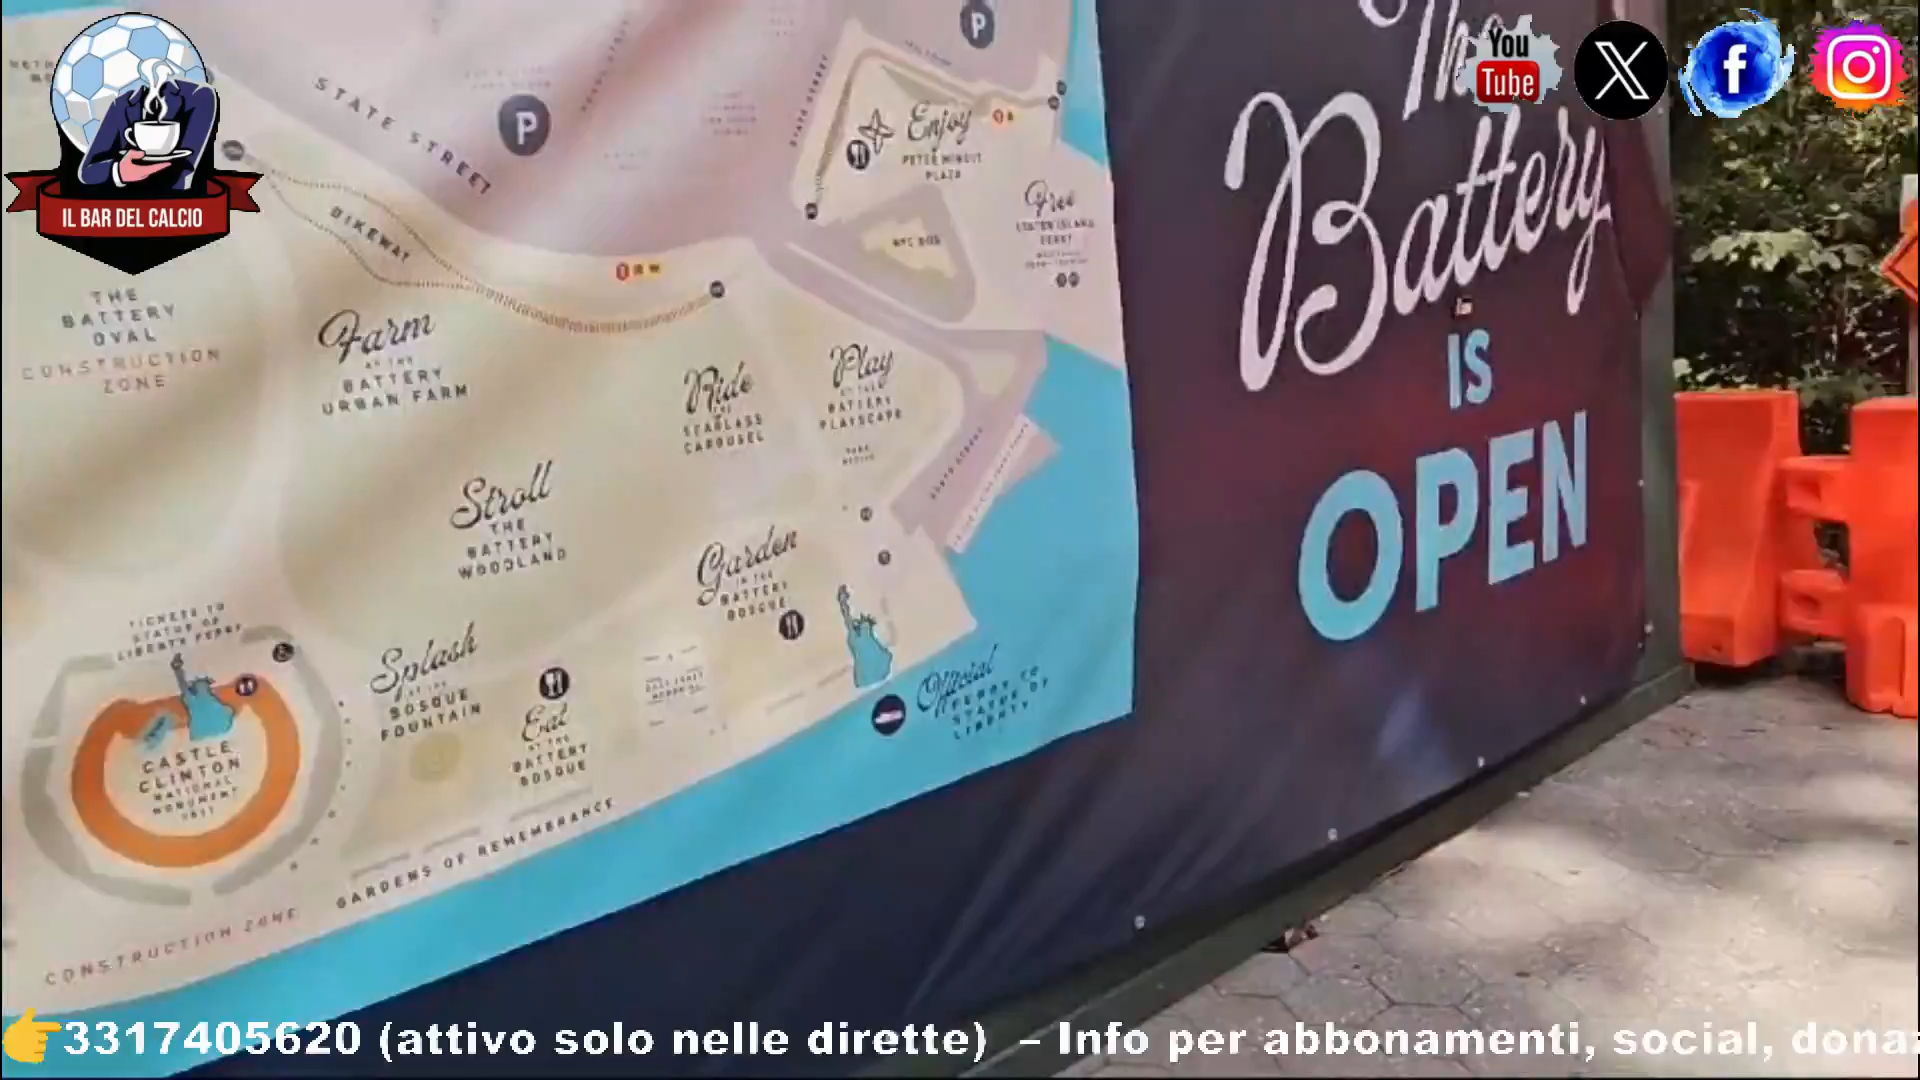 The
Battery
IS
OPEN
You
Tube
X
f
IL BAR DEL CALCIO
STATE STREET
P
P
BIKEWAY
STATE STREET
Enjoy
PETER MINUIT
PLAZA
Free
STATEN ISLAND
FERRY
THE
BATTERY
OVAL
CONSTRUCTION
ZONE
Farm
AT THE
BATTERY
URBAN FARM
Ride
THE
SEAGLASS
CAROUSEL
Play
AT THE
BATTERY
PLAYSCAPE
Stroll
THE
BATTERY
WOODLAND
Garden
IN THE
BATTERY
BOSQUE
TICKETS TO
STATUE OF
LIBERTY FERRY
Splash
AT THE
BOSQUE
FOUNTAIN
Eat
AT THE
BATTERY
BOSQUE
CASTLE
CLINTON
NATIONAL
MONUMENT
Official
FERRY TO
STATUE OF
LIBERTY
GARDENS OF REMEMBRANCE
CONSTRUCTION ZONE
👉3317405620 (attivo solo nelle dirette) – Info per abbonamenti, social, dona